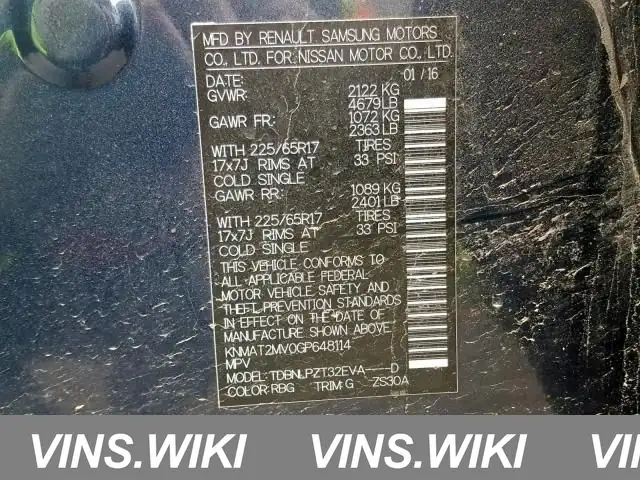 MFD BY RENAULT SAMSUNG MOTORS
CO., LTD. FOR: NISSAN MOTOR CO., LTD.
DATE: 01 / 16
GVWR: 2122 KG
4679 LB
GAWR FR: 1072 KG
2363 LB
WITH 225/65R17 TIRES
17x7J RIMS AT 33 PSI
COLD SINGLE
GAWR RR: 1089 KG
2401 LB
WITH 225/65R17 TIRES
17x7J RIMS AT 33 PSI
COLD SINGLE
THIS VEHICLE CONFORMS TO
ALL APPLICABLE FEDERAL
MOTOR VEHICLE SAFETY AND
THEFT PREVENTION STANDARDS
IN EFFECT ON THE DATE OF
MANUFACTURE SHOWN ABOVE.
KNMAT2MV0GP648114
MPV
MODEL: TDBNLPZT32EVA----D
COLOR: RBG TRIM: G ZS30A
VINS.WIKI VINS.WIKI VI